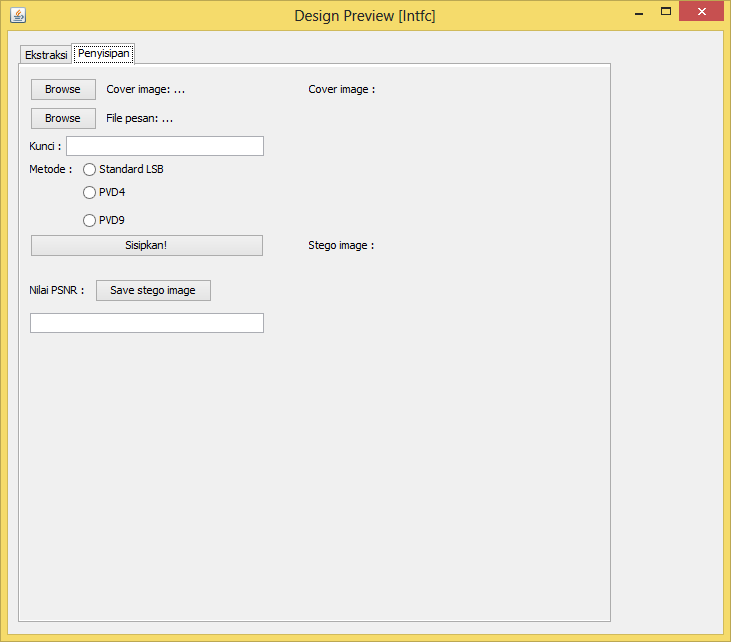 Design Preview [Intfc]
Ekstraksi Penyisipan
Browse Cover image: ... Cover image :
Browse File pesan: ...
Kunci :
Metode : Standard LSB
PVD4
PVD9
Sisipkan! Stego image :
Nilai PSNR : Save stego image